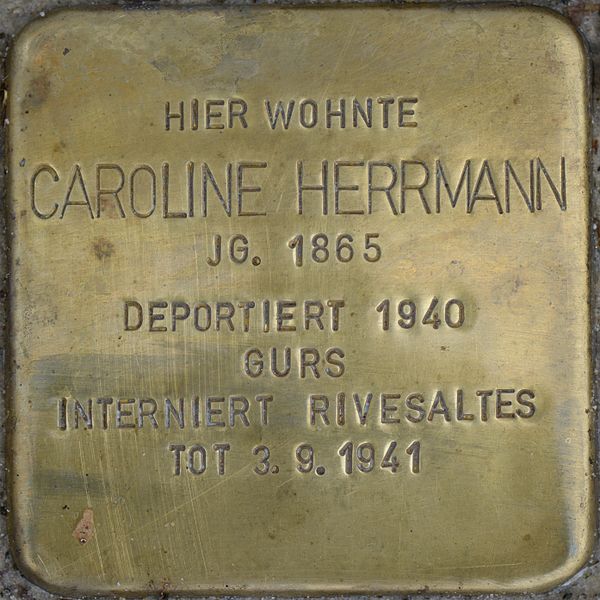 HIER WOHNTE
CAROLINE HERRMANN
JG. 1865
DEPORTIERT 1940
GURS
INTERNIERT RIVESALTES
TOT 3.9.1941